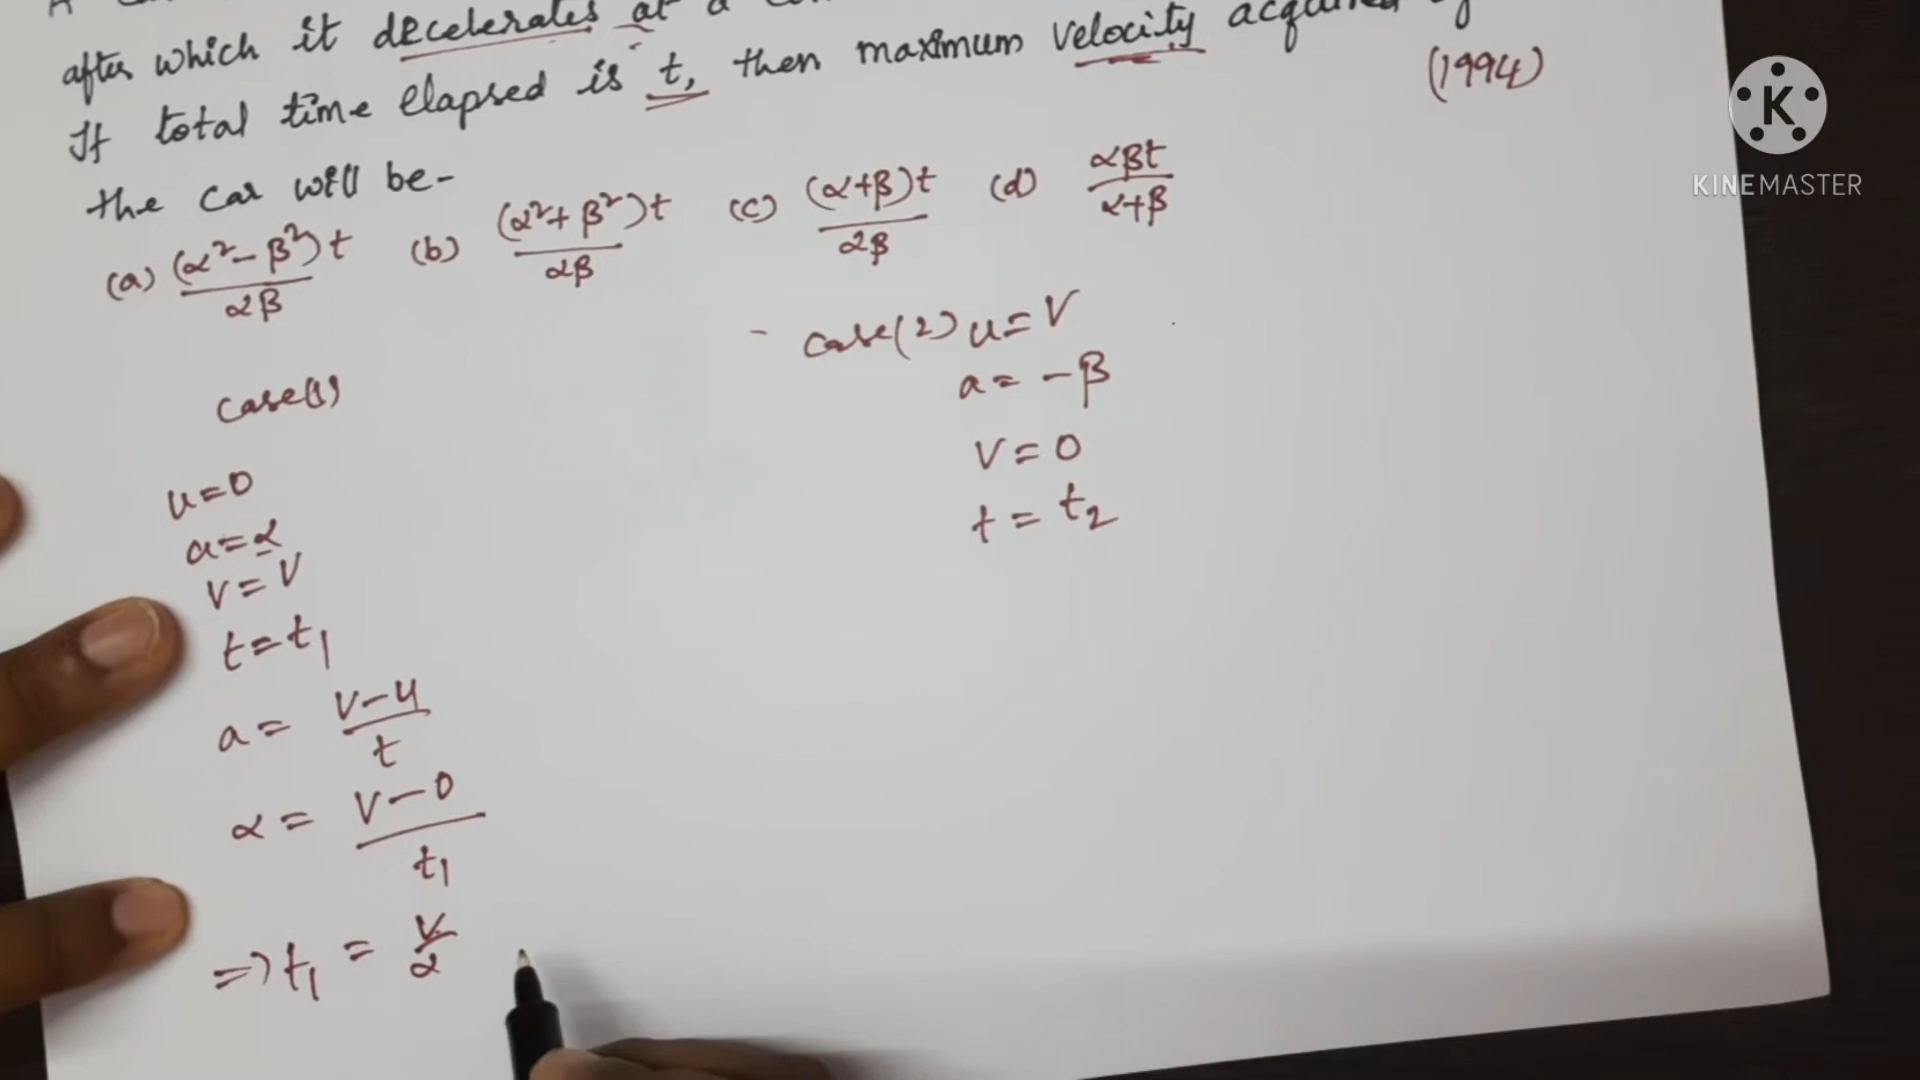 after which it decelerates at a
If total time elapsed is t, then maximum velocity acquired
(1994)
the car will be-
(a) (α²-β²)t/αβ (b) (α²+β²)t/αβ (c) (α+β)t/αβ (d) αβt/α+β
case(1)
u=0
a=α
v=V
t=t₁
a= v-u/t
α= V-0/t₁
=> t₁ = V/α
case(2) u=V
a=-β
V=0
t=t₂
K
KINEMASTER